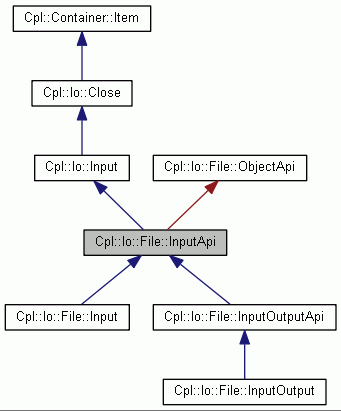 Cpl::Container::Item
Cpl::Io::Close
Cpl::Io::Input
Cpl::Io::File::ObjectApi
Cpl::Io::File::InputApi
Cpl::Io::File::Input
Cpl::Io::File::InputOutputApi
Cpl::Io::File::InputOutput